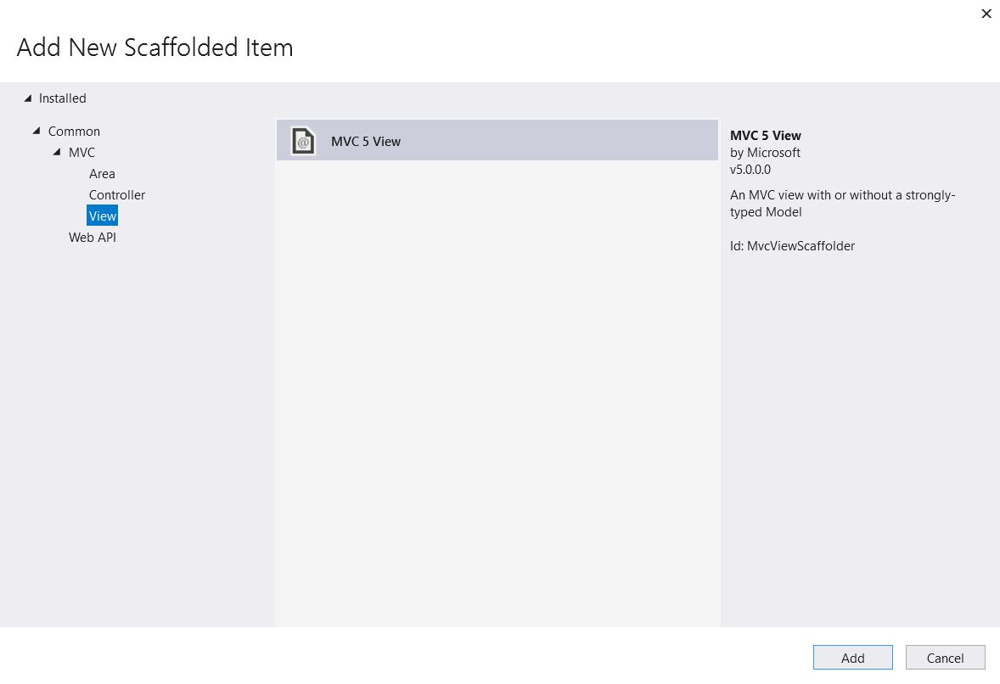 Add New Scaffolded Item
Installed
Common
MVC
Area
Controller
View
Web API
MVC 5 View
MVC 5 View
by Microsoft
v5.0.0.0
An MVC view with or without a strongly-
typed Model
Id: MvcViewScaffolder
Add
Cancel